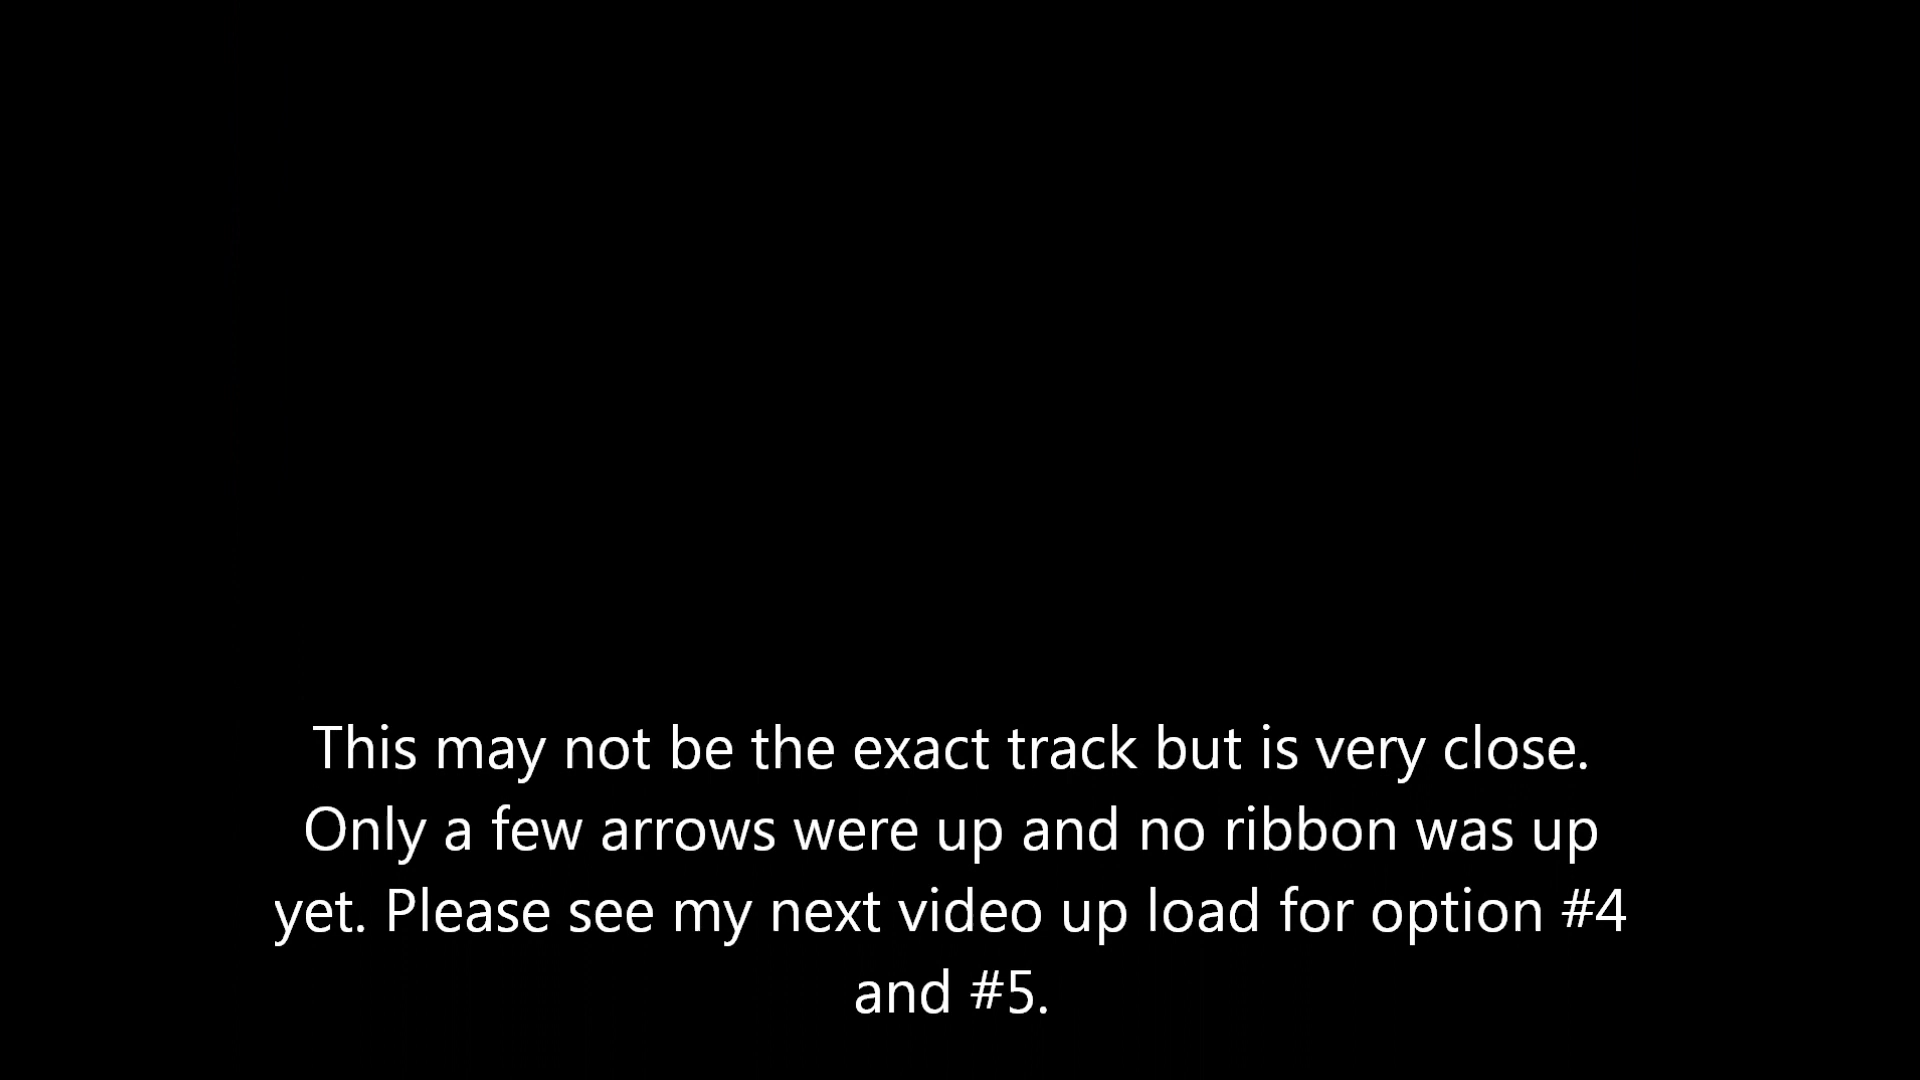 This may not be the exact track but is very close.
Only a few arrows were up and no ribbon was up
yet. Please see my next video up load for option #4
and #5.